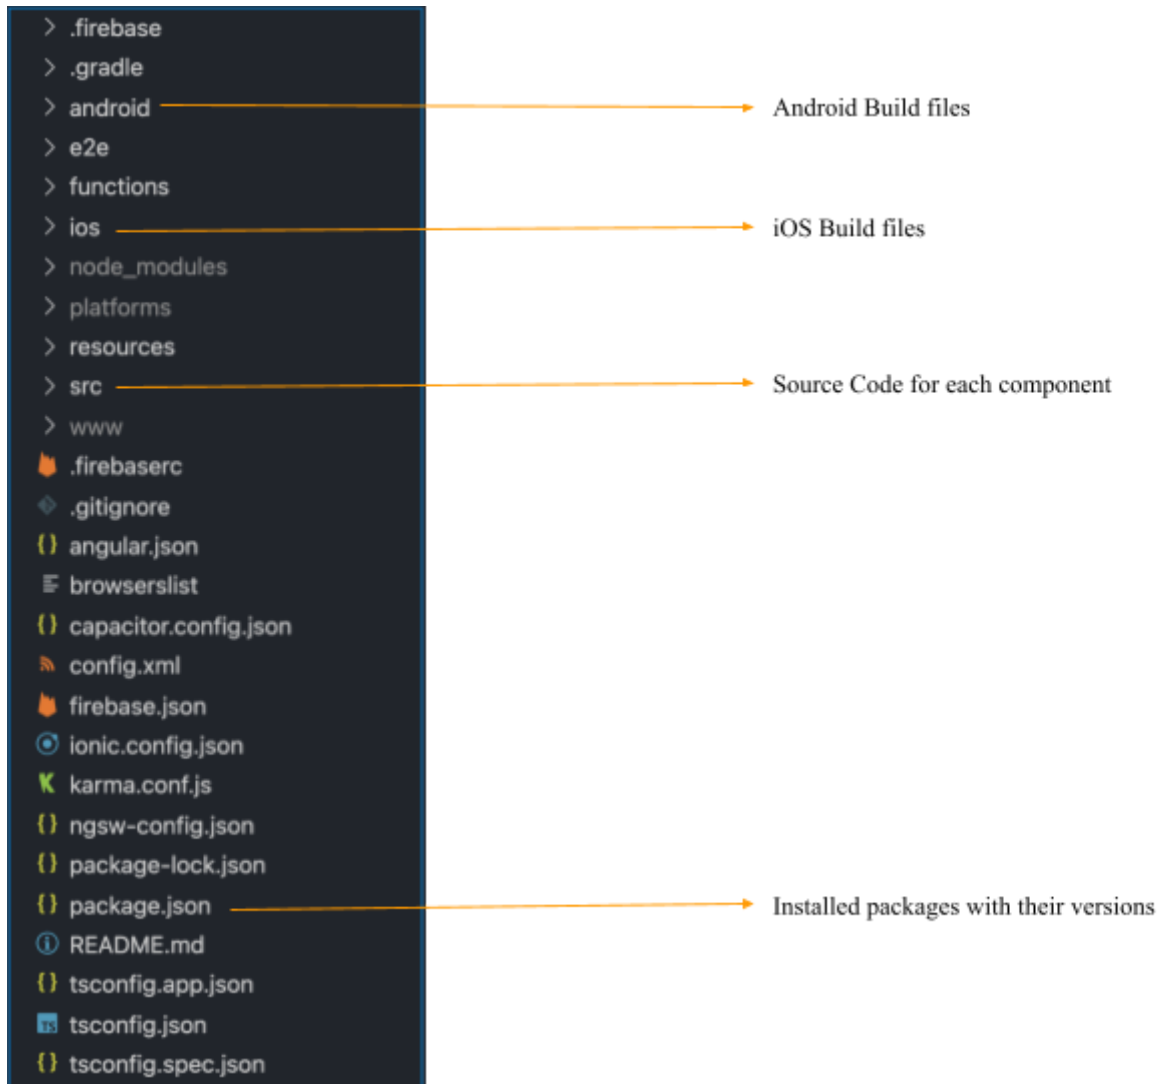 .firebase
.gradle
android
Android Build files
e2e
functions
ios
iOS Build files
node_modules
platforms
resources
src
Source Code for each component
www
.firebaserc
.gitignore
angular.json
browserslist
capacitor.config.json
config.xml
firebase.json
ionic.config.json
karma.conf.js
ngsw-config.json
package-lock.json
package.json
Installed packages with their versions
README.md
tsconfig.app.json
TS tsconfig.json
tsconfig.spec.json